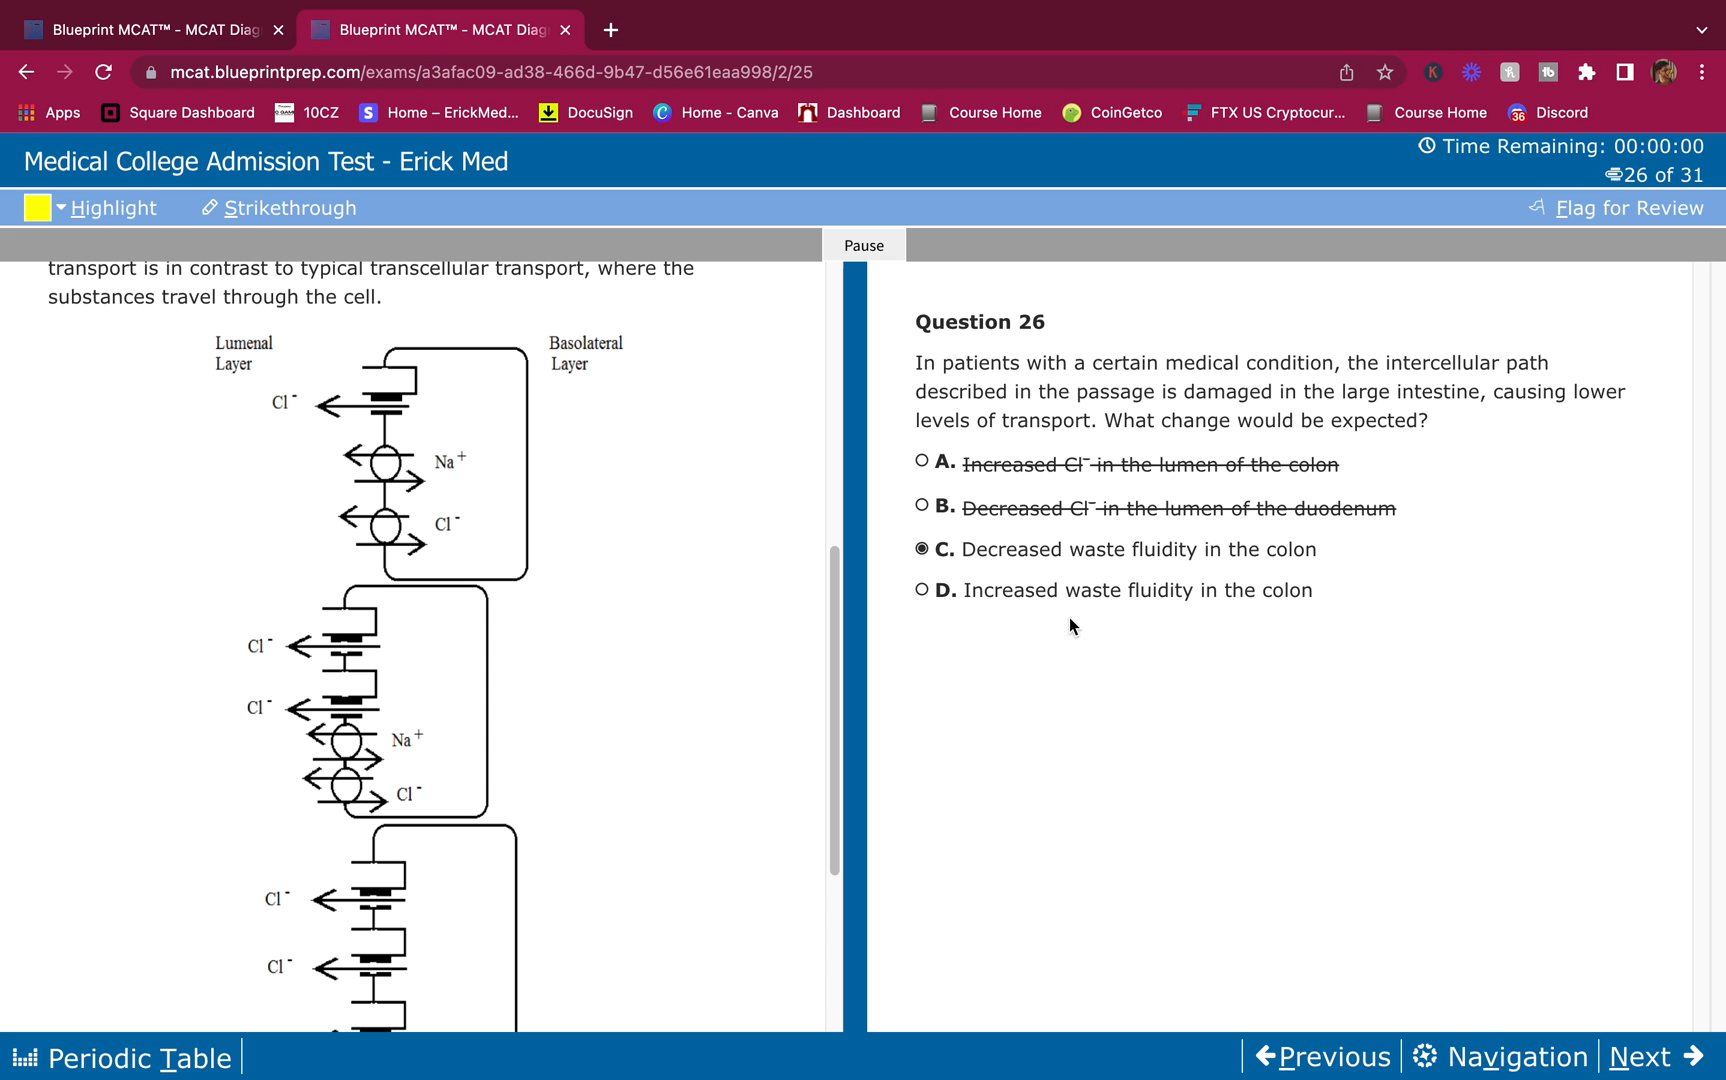 Blueprint MCAT™ - MCAT Diag
Blueprint MCAT™ - MCAT Diag
mcat.blueprintprep.com/exams/a3afac09-ad38-466d-9b47-d56e61eaa998/2/25
Apps Square Dashboard 10CZ Home – ErickMed... DocuSign Home - Canva Dashboard Course Home CoinGetco FTX US Cryptocur... Course Home 36 Discord
Medical College Admission Test - Erick Med
Time Remaining: 00:00:00
26 of 31
Highlight Strikethrough Flag for Review
Pause
transport is in contrast to typical transcellular transport, where the
substances travel through the cell.
Lumenal
Layer
Basolateral
Layer
Cl⁻
Na⁺
Cl⁻
Cl⁻
Cl⁻
Na⁺
Cl⁻
Cl⁻
Cl⁻
Question 26
In patients with a certain medical condition, the intercellular path
described in the passage is damaged in the large intestine, causing lower
levels of transport. What change would be expected?
A. Increased Cl⁻ in the lumen of the colon
B. Decreased Cl⁻ in the lumen of the duodenum
C. Decreased waste fluidity in the colon
D. Increased waste fluidity in the colon
Periodic Table Previous Navigation Next